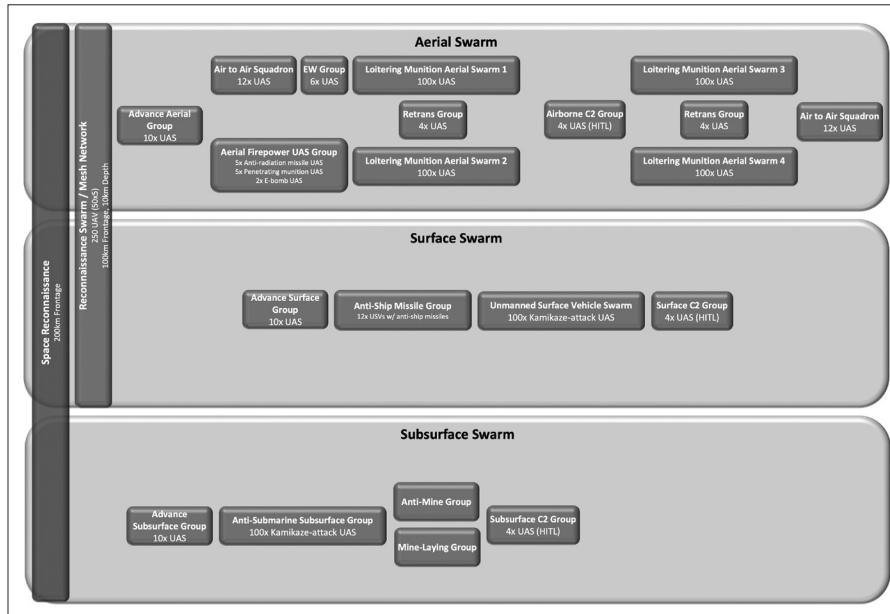 Aerial Swarm
Air to Air Squadron
12x UAS
EW Group
6x UAS
Loitering Munition Aerial Swarm 1
100x UAS
Loitering Munition Aerial Swarm 3
100x UAS
Advance Aerial
Group
10x UAS
Retrans Group
4x UAS
Airborne C2 Group
4x UAS (HITL)
Retrans Group
4x UAS
Air to Air Squadron
12x UAS
Aerial Firepower UAS Group
5x Anti-radiation missile UAS
5x Penetrating munition UAS
2x E-bomb UAS
Loitering Munition Aerial Swarm 2
100x UAS
Loitering Munition Aerial Swarm 4
100x UAS
Space Reconnaissance
200km Frontage
Reconnaissance Swarm / Mesh Network
250 UAV (50x5)
100km Frontage, 10km Depth
Surface Swarm
Advance Surface
Group
10x UAS
Anti-Ship Missile Group
12x USVs w/ anti-ship missiles
Unmanned Surface Vehicle Swarm
100x Kamikaze-attack UAS
Surface C2 Group
4x UAS (HITL)
Subsurface Swarm
Advance
Subsurface Group
10x UAS
Anti-Submarine Subsurface Group
100x Kamikaze-attack UAS
Anti-Mine Group
Mine-Laying Group
Subsurface C2 Group
4x UAS (HITL)